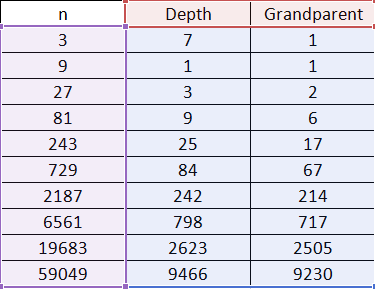 n Depth Grandparent
3 7 1
9 1 1
27 3 2
81 9 6
243 25 17
729 84 67
2187 242 214
6561 798 717
19683 2623 2505
59049 9466 9230